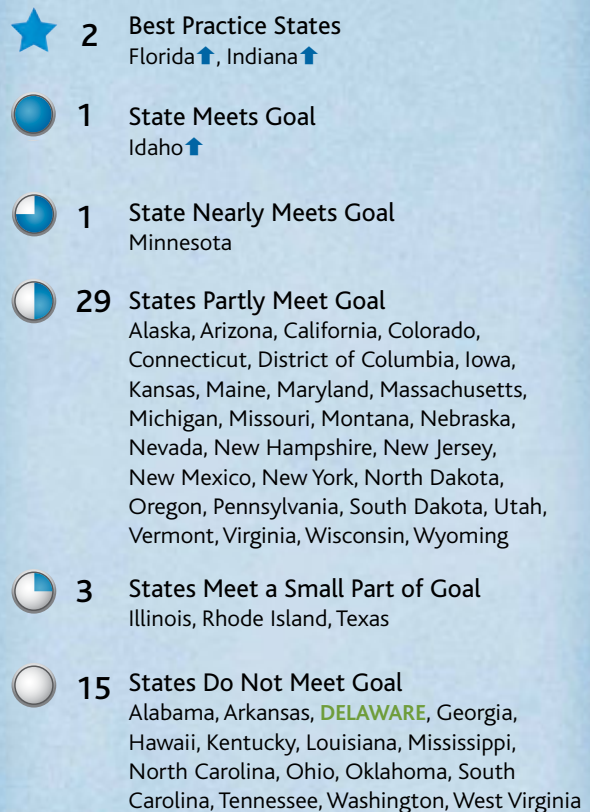 2 Best Practice States
Florida⬆, Indiana⬆
1 State Meets Goal
Idaho⬆
1 State Nearly Meets Goal
Minnesota
29 States Partly Meet Goal
Alaska, Arizona, California, Colorado,
Connecticut, District of Columbia, Iowa,
Kansas, Maine, Maryland, Massachusetts,
Michigan, Missouri, Montana, Nebraska,
Nevada, New Hampshire, New Jersey,
New Mexico, New York, North Dakota,
Oregon, Pennsylvania, South Dakota, Utah,
Vermont, Virginia, Wisconsin, Wyoming
3 States Meet a Small Part of Goal
Illinois, Rhode Island, Texas
15 States Do Not Meet Goal
Alabama, Arkansas, DELAWARE, Georgia,
Hawaii, Kentucky, Louisiana, Mississippi,
North Carolina, Ohio, Oklahoma, South
Carolina, Tennessee, Washington, West Virginia